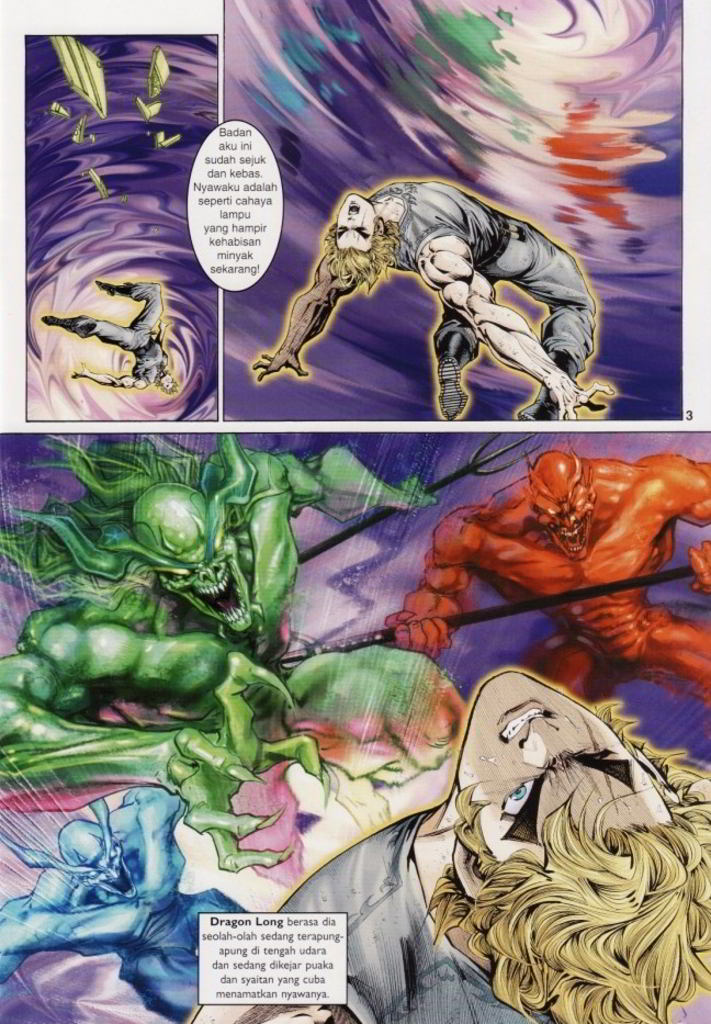 Badan
aku ini
sudah sejuk
dan kebas.
Nyawaku adalah
seperti cahaya
lampu
yang hampir
kehabisan
minyak
sekarang!
3
Dragon Long berasa dia
seolah-olah sedang terapung-
apung di tengah udara
dan sedang dikejar puaka
dan syaitan yang cuba
menamatkan nyawanya.